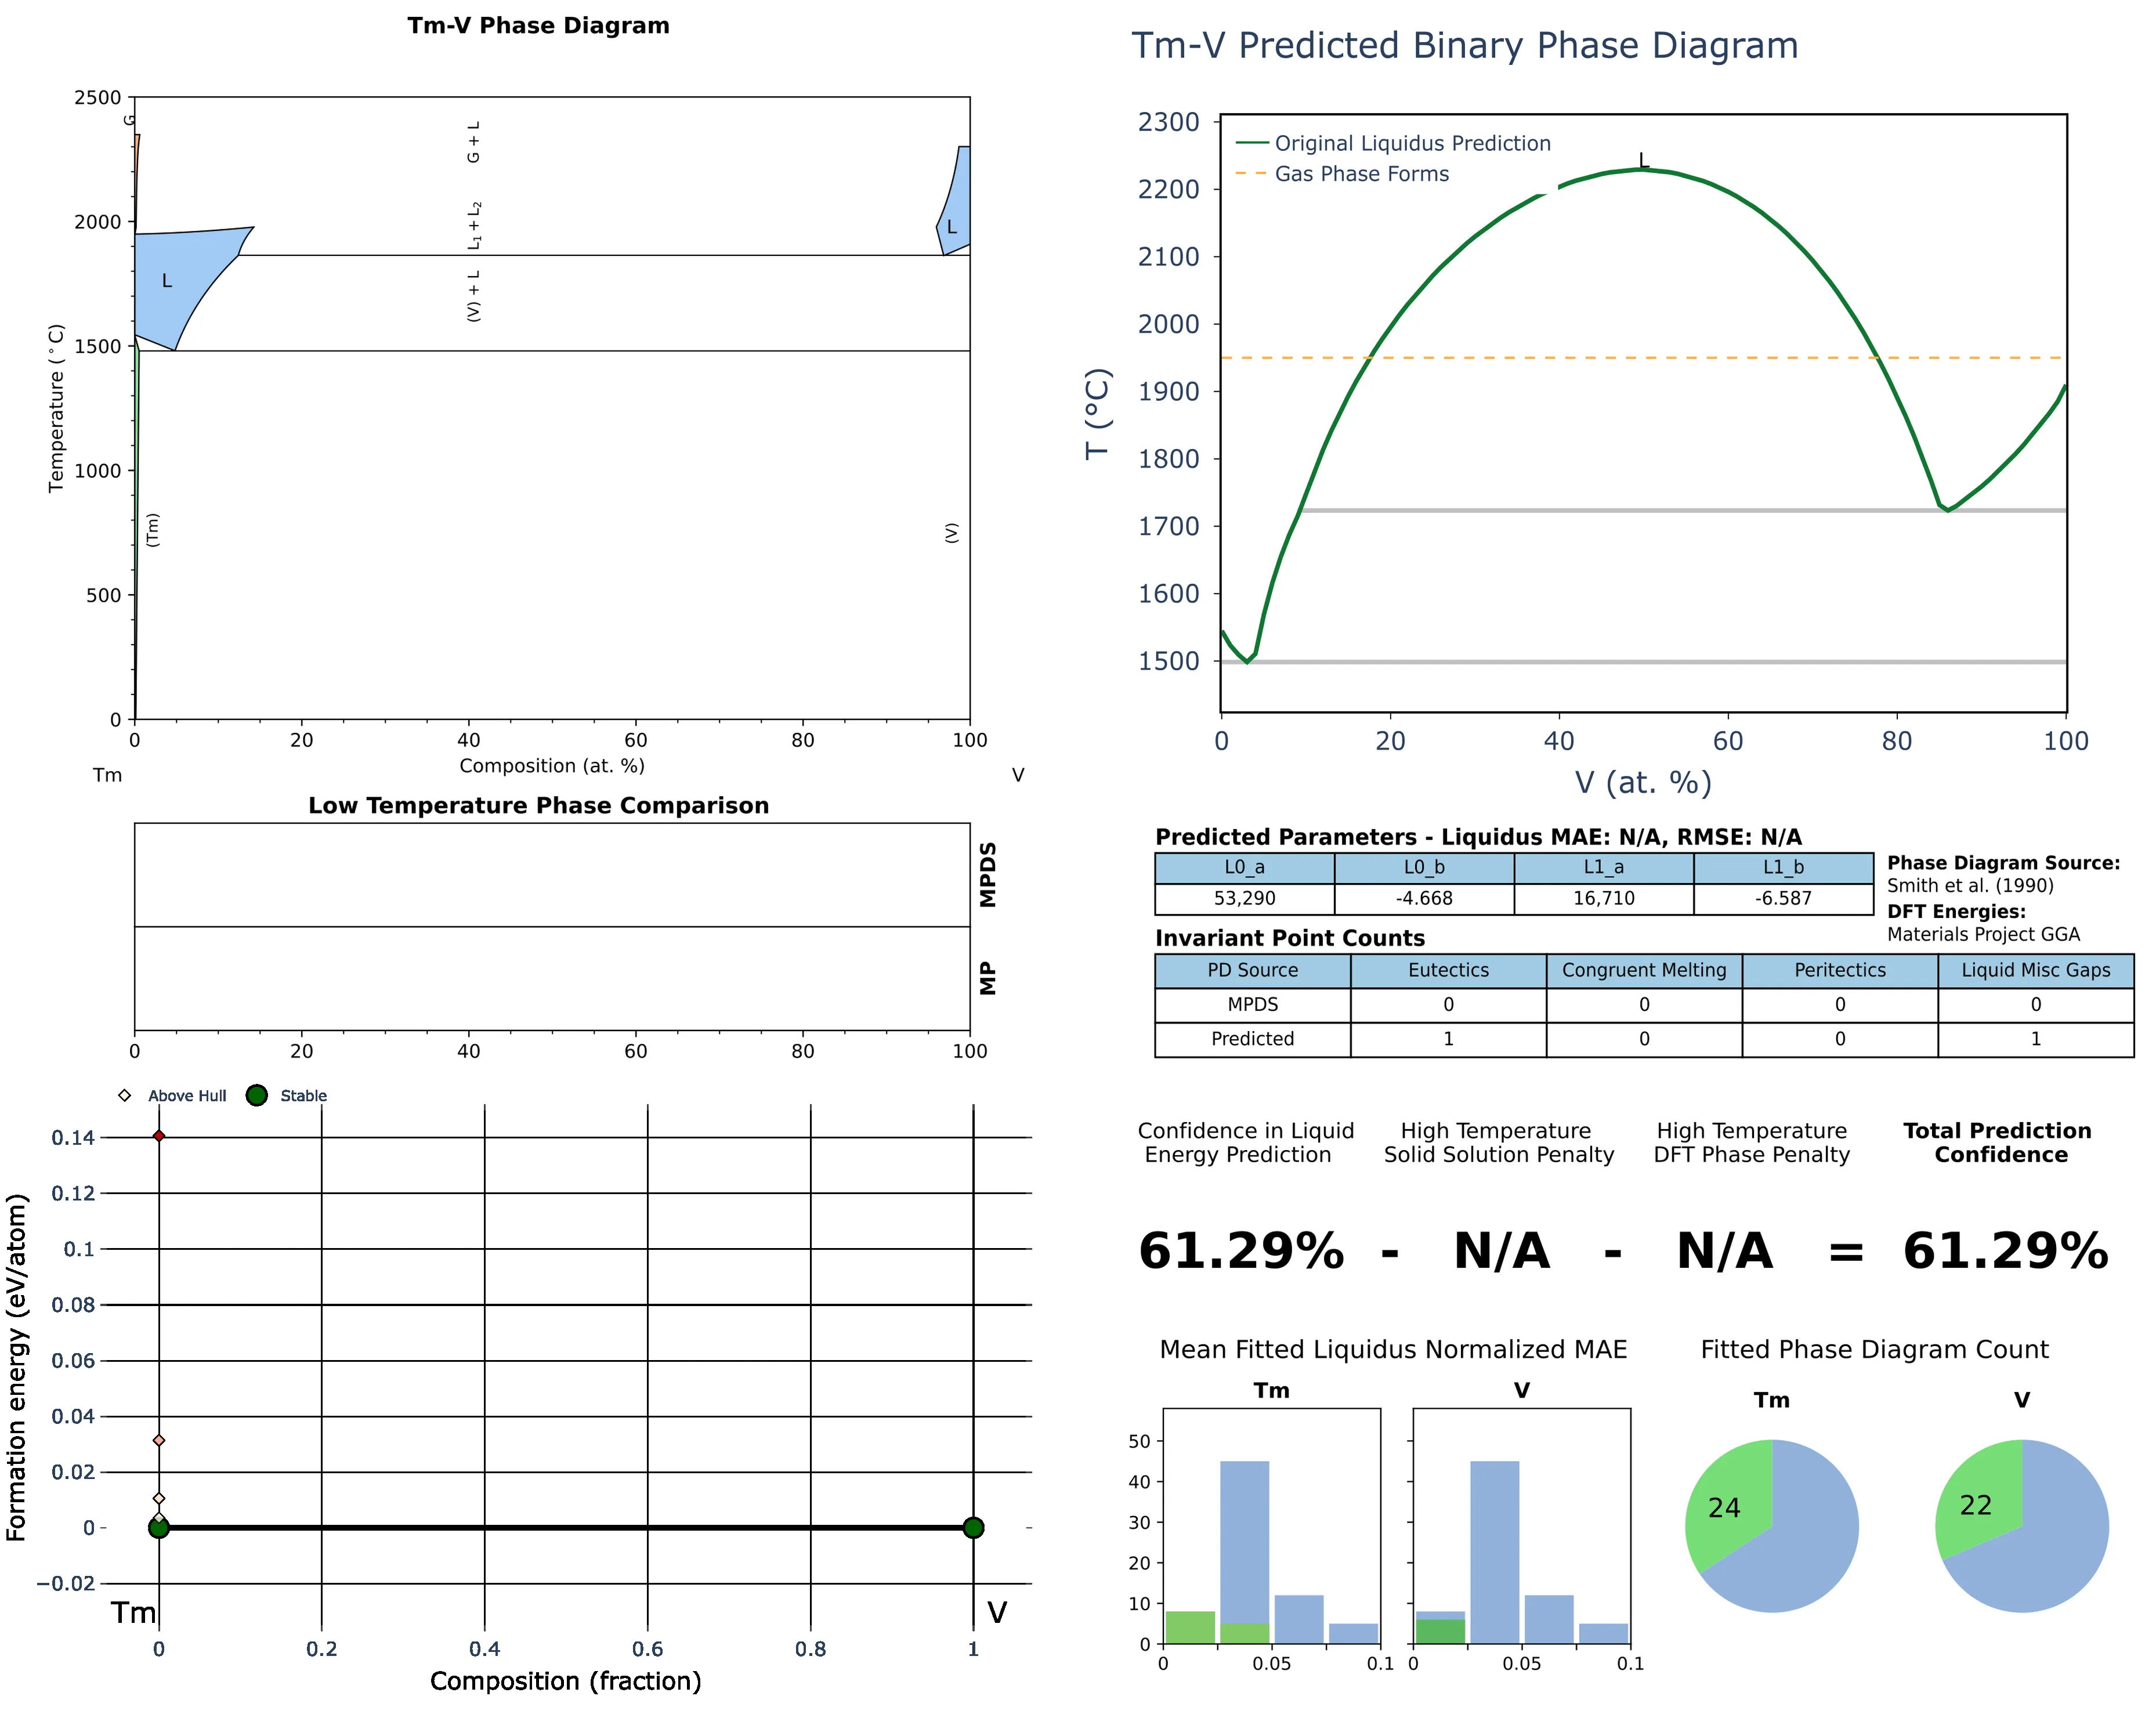 Tm-V Phase Diagram
2500
2000
1500
1000
500
0
Temperature (°C)
G
G + L
L₁ + L₂
(V) + L
L
L
(Tm)
(V)
0 20 40 60 80 100
Composition (at. %)
Tm V
Low Temperature Phase Comparison
MPDS
MP
0 20 40 60 80 100
Above Hull Stable
0.14
0.12
0.1
0.08
0.06
0.04
0.02
0
−0.02
Formation energy (eV/atom)
Tm V
0 0.2 0.4 0.6 0.8 1
Composition (fraction)
Tm-V Predicted Binary Phase Diagram
2300
2200
2100
2000
1900
1800
1700
1600
1500
T (°C)
Original Liquidus Prediction
Gas Phase Forms
L
0 20 40 60 80 100
V (at. %)
Predicted Parameters - Liquidus MAE: N/A, RMSE: N/A
L0_a L0_b L1_a L1_b
53,290 -4.668 16,710 -6.587
Phase Diagram Source:
Smith et al. (1990)
DFT Energies:
Materials Project GGA
Invariant Point Counts
PD Source Eutectics Congruent Melting Peritectics Liquid Misc Gaps
MPDS 0 0 0 0
Predicted 1 0 0 1
Confidence in Liquid
Energy Prediction
High Temperature
Solid Solution Penalty
High Temperature
DFT Phase Penalty
Total Prediction
Confidence
61.29% - N/A - N/A = 61.29%
Mean Fitted Liquidus Normalized MAE
Tm V
50
40
30
20
10
0
0 0.05 0.1 0 0.05 0.1
Fitted Phase Diagram Count
Tm V
24 22